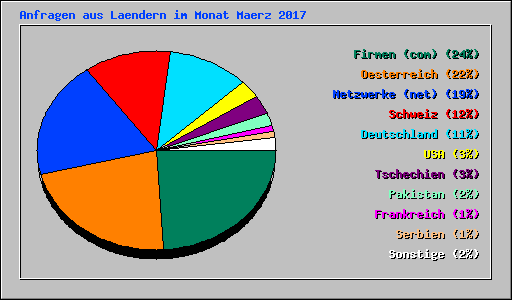 Anfragen aus Laendern im Monat Maerz 2017
Firmen (com) (24%)
Oesterreich (22%)
Netzwerke (net) (19%)
Schweiz (12%)
Deutschland (11%)
USA (3%)
Tschechien (3%)
Pakistan (2%)
Frankreich (1%)
Serbien (1%)
Sonstige (2%)